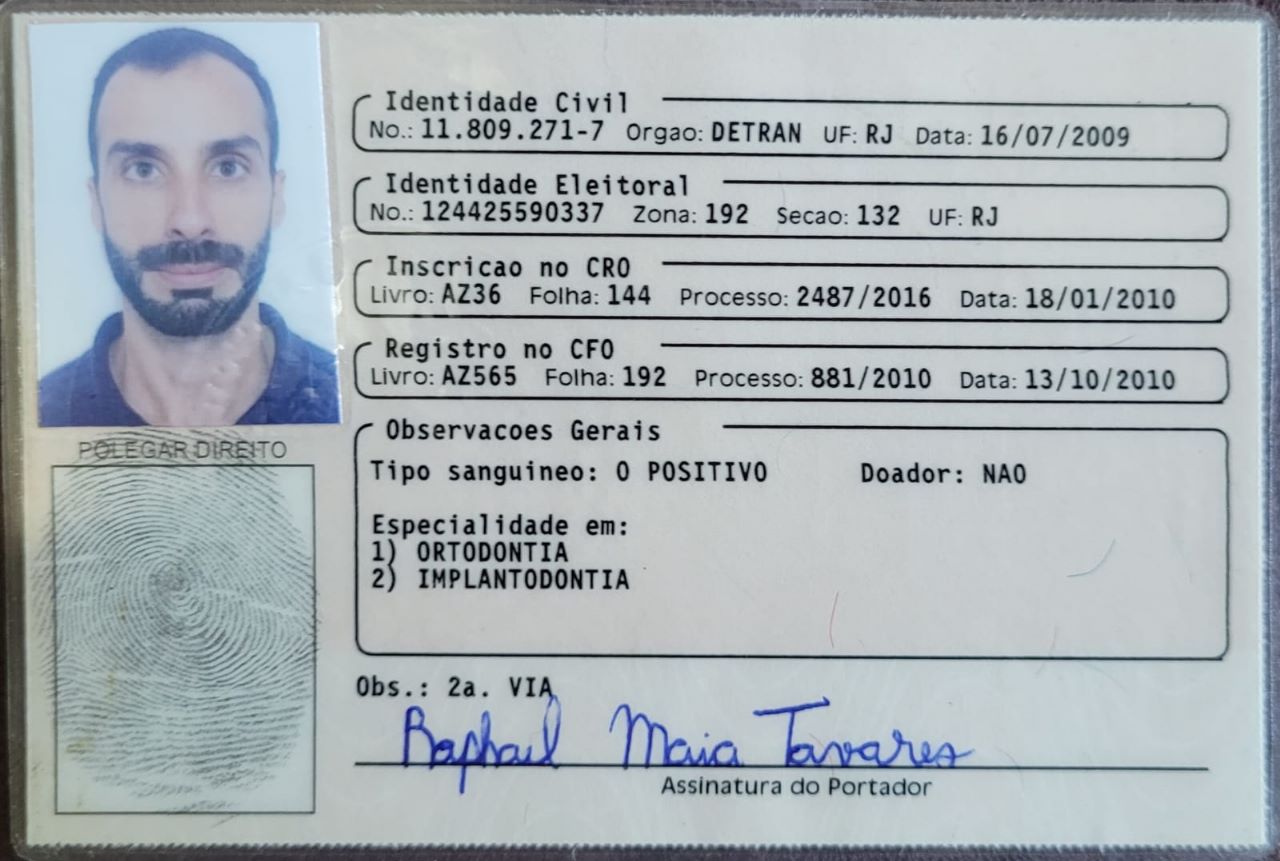 Identidade Civil
No.: 11.809.271-7 Orgao: DETRAN UF: RJ Data: 16/07/2009
Identidade Eleitoral
No.: 124425590337 Zona: 192 Secao: 132 UF: RJ
Inscricao no CRO
Livro: AZ36 Folha: 144 Processo: 2487/2016 Data: 18/01/2010
Registro no CFO
Livro: AZ565 Folha: 192 Processo: 881/2010 Data: 13/10/2010
POLEGAR DIREITO
Observacoes Gerais
Tipo sanguineo: O POSITIVO Doador: NAO
Especialidade em:
1) ORTODONTIA
2) IMPLANTODONTIA
Obs.: 2a. VIA
Raphael Maia Tavares
Assinatura do Portador